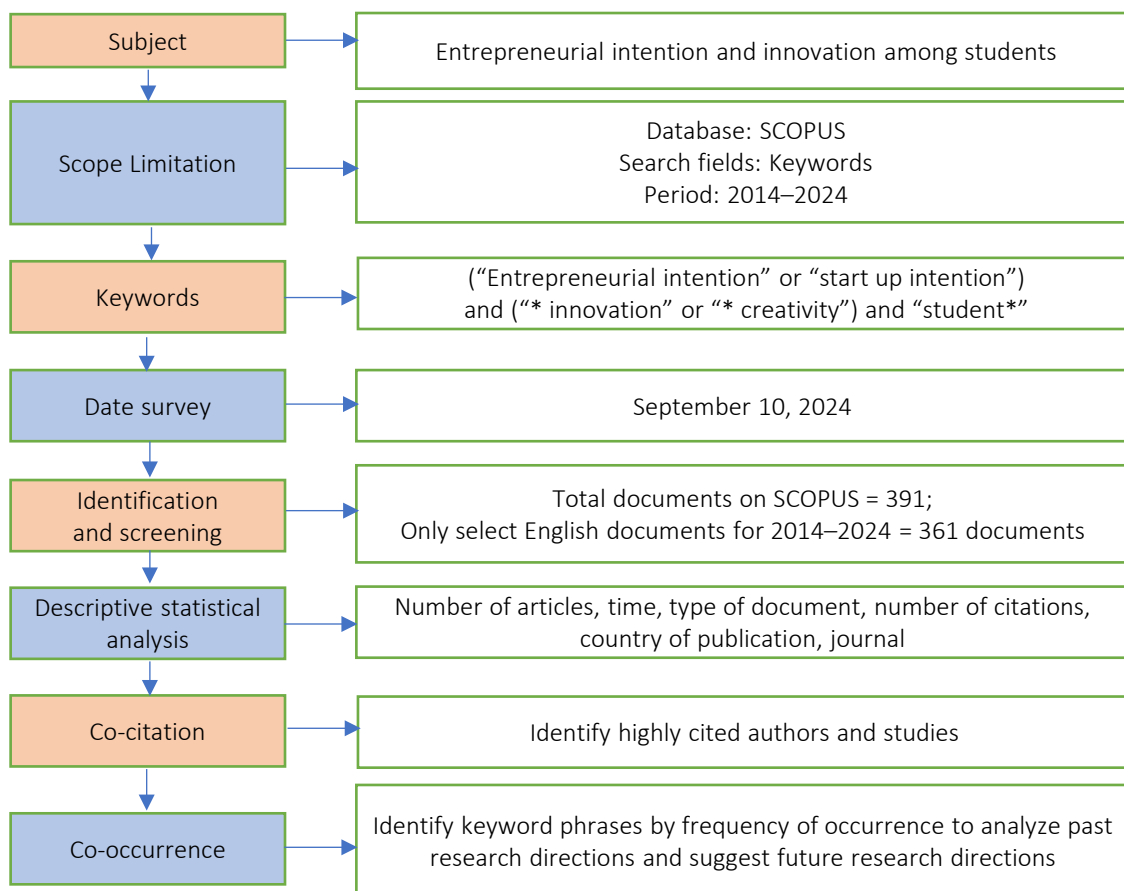 Subject
Entrepreneurial intention and innovation among students
Scope Limitation
Database: SCOPUS
Search fields: Keywords
Period: 2014–2024
Keywords
(“Entrepreneurial intention” or “start up intention”)
and (“* innovation” or “* creativity”) and “student*”
Date survey
September 10, 2024
Identification
and screening
Total documents on SCOPUS = 391;
Only select English documents for 2014–2024 = 361 documents
Descriptive statistical
analysis
Number of articles, time, type of document, number of citations,
country of publication, journal
Co-citation
Identify highly cited authors and studies
Co-occurrence
Identify keyword phrases by frequency of occurrence to analyze past
research directions and suggest future research directions